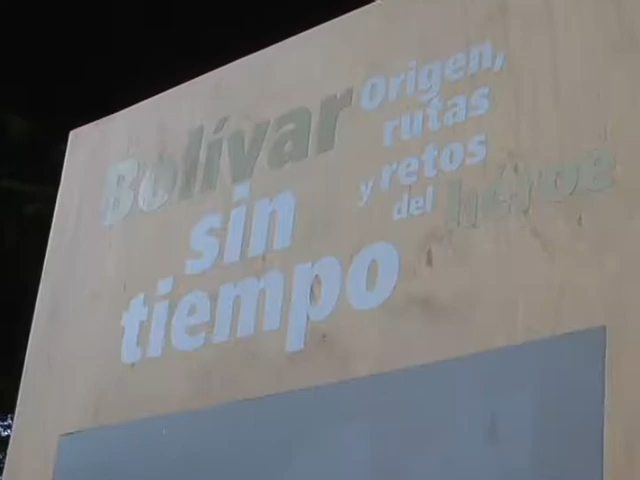 Bolívar
sin
tiempo
Origen,
rutas
y retos
del héroe